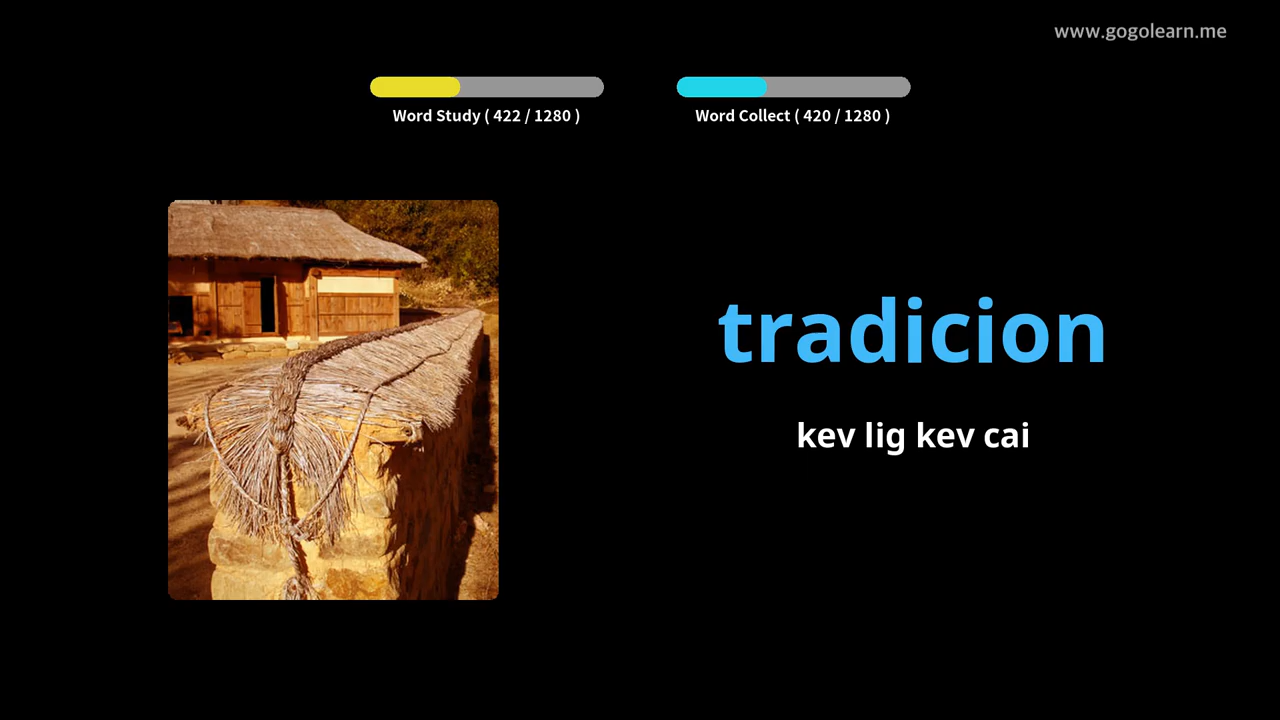 www.gogolearn.me
Word Study ( 422 / 1280 )
Word Collect ( 420 / 1280 )
tradicion
kev lig kev cai